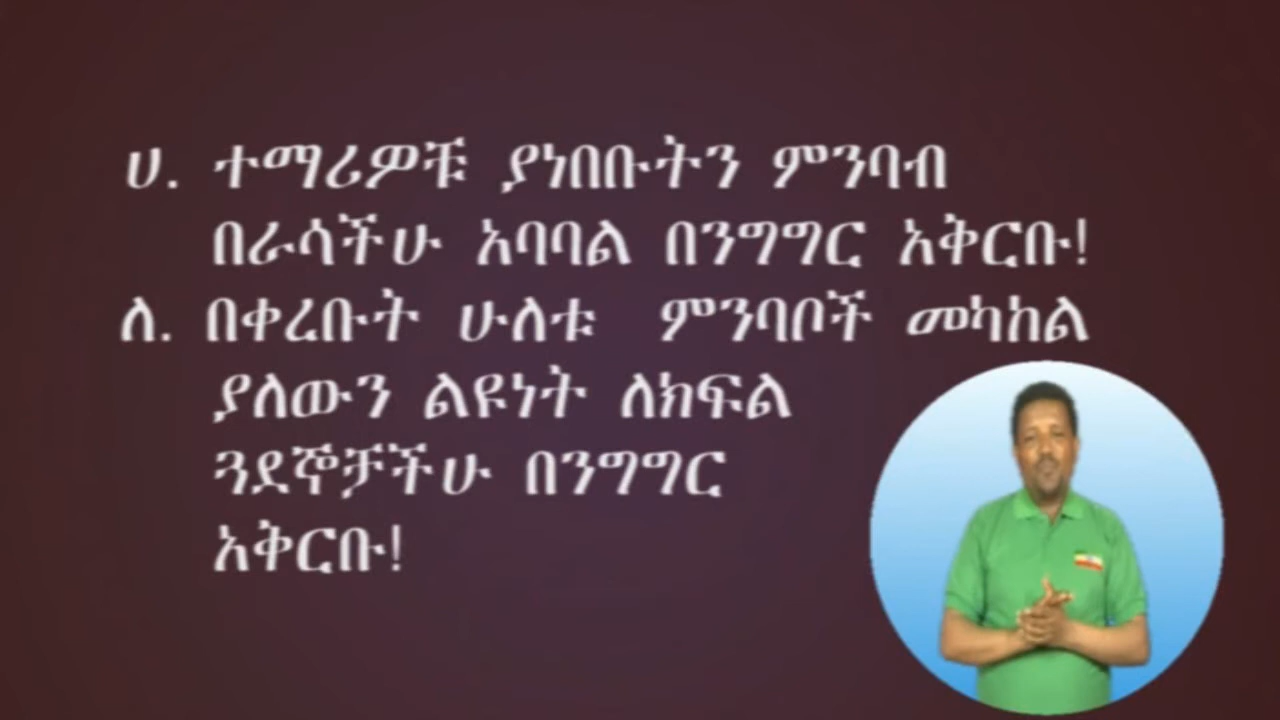 ሀ. ተማሪዎቹ ያነበቡትን ምንባብ
በራሳችሁ አባባል በንግግር አቅርቡ!
ለ. በቀረቡት ሁለቱ ምንባቦች መካከል
ያለውን ልዩነት ለክፍል
ጓደኞቻችሁ በንግግር
አቅርቡ!